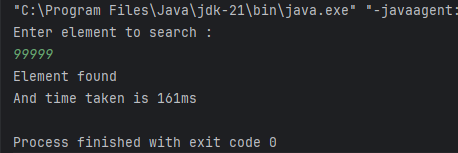 "C:\Program Files\Java\jdk-21\bin\java.exe" "-javaagent:
Enter element to search :
99999
Element found
And time taken is 161ms
Process finished with exit code 0